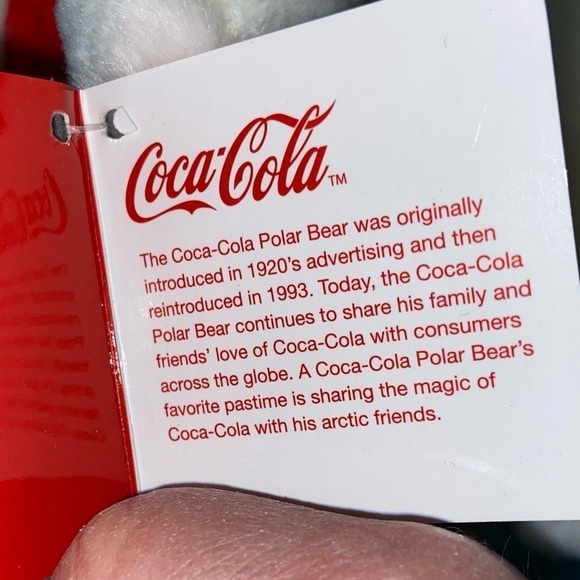 Coca-Cola TM
The Coca-Cola Polar Bear was originally
introduced in 1920's advertising and then
reintroduced in 1993. Today, the Coca-Cola
Polar Bear continues to share his family and
friends' love of Coca-Cola with consumers
across the globe. A Coca-Cola Polar Bear's
favorite pastime is sharing the magic of
Coca-Cola with his arctic friends.